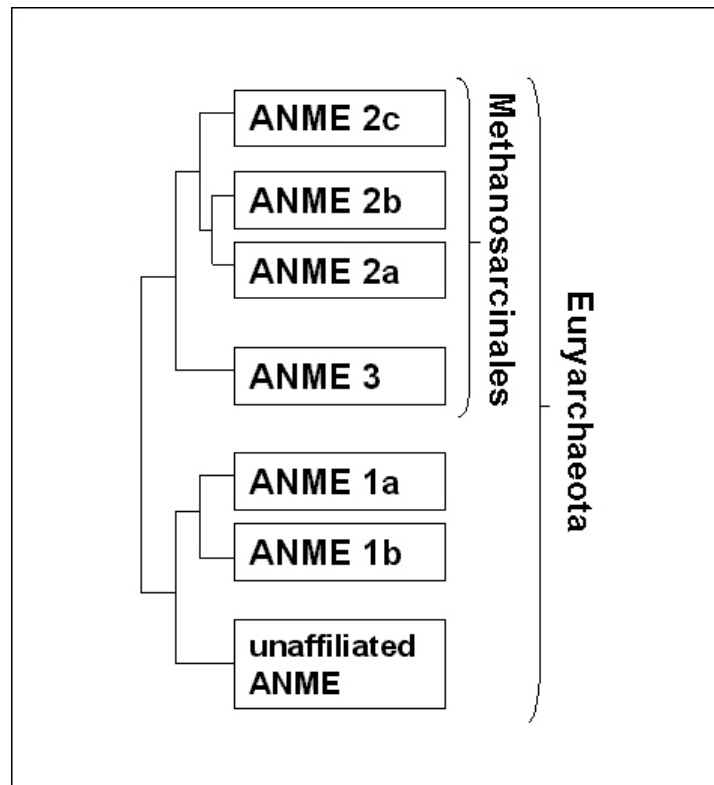 ANME 2c
ANME 2b
ANME 2a
ANME 3
ANME 1a
ANME 1b
unaffiliated
ANME
Methanosarcinales
Euryarchaeota